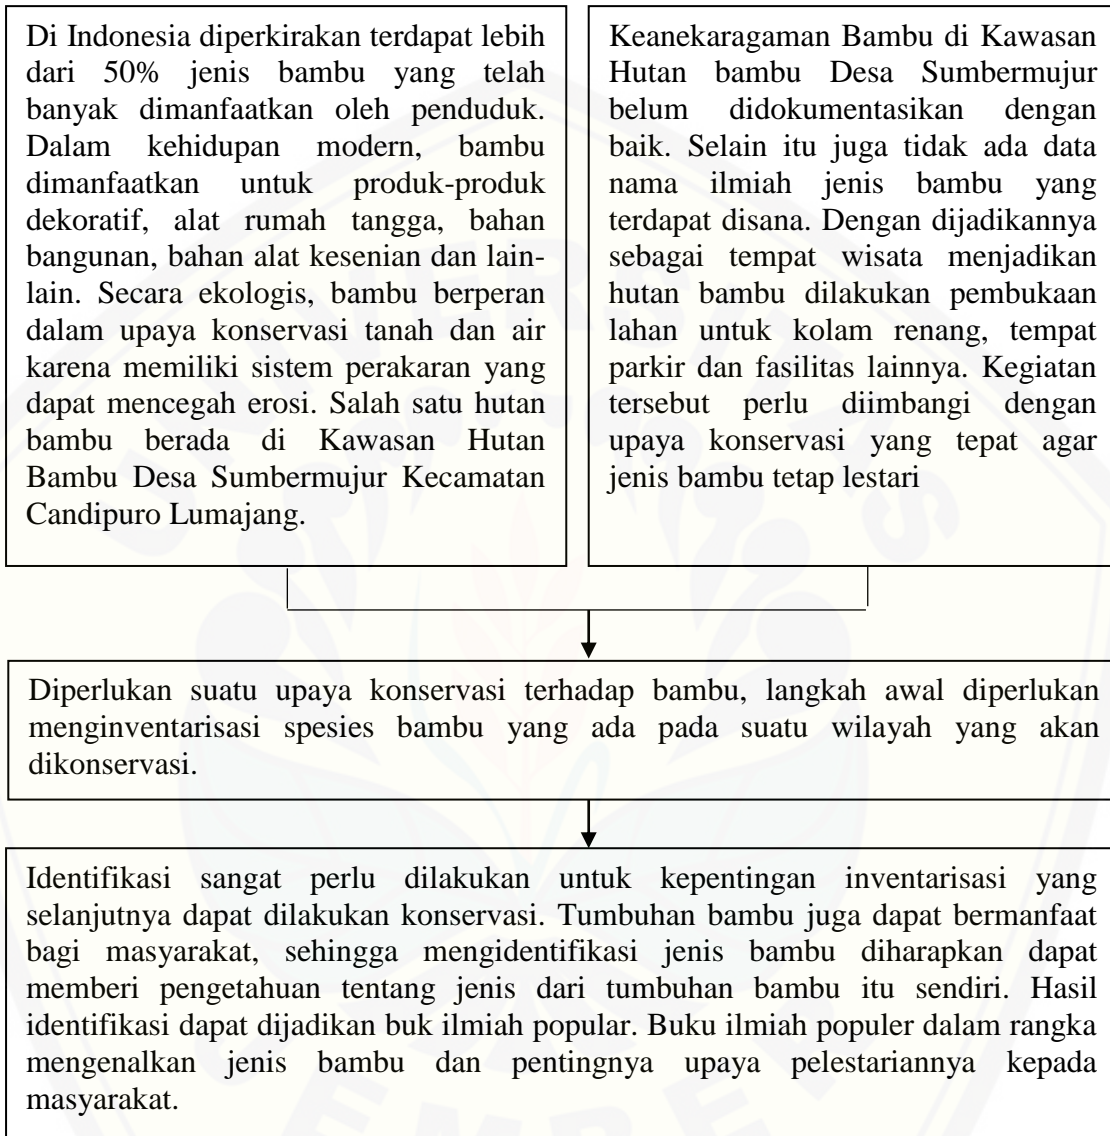 Di Indonesia diperkirakan terdapat lebih
dari 50% jenis bambu yang telah
banyak dimanfaatkan oleh penduduk.
Dalam kehidupan modern, bambu
dimanfaatkan untuk produk-produk
dekoratif, alat rumah tangga, bahan
bangunan, bahan alat kesenian dan lain-
lain. Secara ekologis, bambu berperan
dalam upaya konservasi tanah dan air
karena memiliki sistem perakaran yang
dapat mencegah erosi. Salah satu hutan
bambu berada di Kawasan Hutan
Bambu Desa Sumbermujur Kecamatan
Candipuro Lumajang.
Keanekaragaman Bambu di Kawasan
Hutan bambu Desa Sumbermujur
belum didokumentasikan dengan
baik. Selain itu juga tidak ada data
nama ilmiah jenis bambu yang
terdapat disana. Dengan dijadikannya
sebagai tempat wisata menjadikan
hutan bambu dilakukan pembukaan
lahan untuk kolam renang, tempat
parkir dan fasilitas lainnya. Kegiatan
tersebut perlu diimbangi dengan
upaya konservasi yang tepat agar
jenis bambu tetap lestari
Diperlukan suatu upaya konservasi terhadap bambu, langkah awal diperlukan
menginventarisasi spesies bambu yang ada pada suatu wilayah yang akan
dikonservasi.
Identifikasi sangat perlu dilakukan untuk kepentingan inventarisasi yang
selanjutnya dapat dilakukan konservasi. Tumbuhan bambu juga dapat bermanfaat
bagi masyarakat, sehingga mengidentifikasi jenis bambu diharapkan dapat
memberi pengetahuan tentang jenis dari tumbuhan bambu itu sendiri. Hasil
identifikasi dapat dijadikan buk ilmiah popular. Buku ilmiah populer dalam rangka
mengenalkan jenis bambu dan pentingnya upaya pelestariannya kepada
masyarakat.
UNIVERSITAS
JEMBER